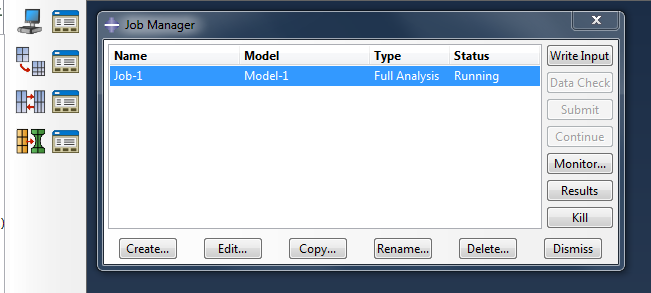 Job Manager
Name Model Type Status
Job-1 Model-1 Full Analysis Running
Write Input
Data Check
Submit
Continue
Monitor...
Results
Kill
Create... Edit... Copy... Rename... Delete... Dismiss
)